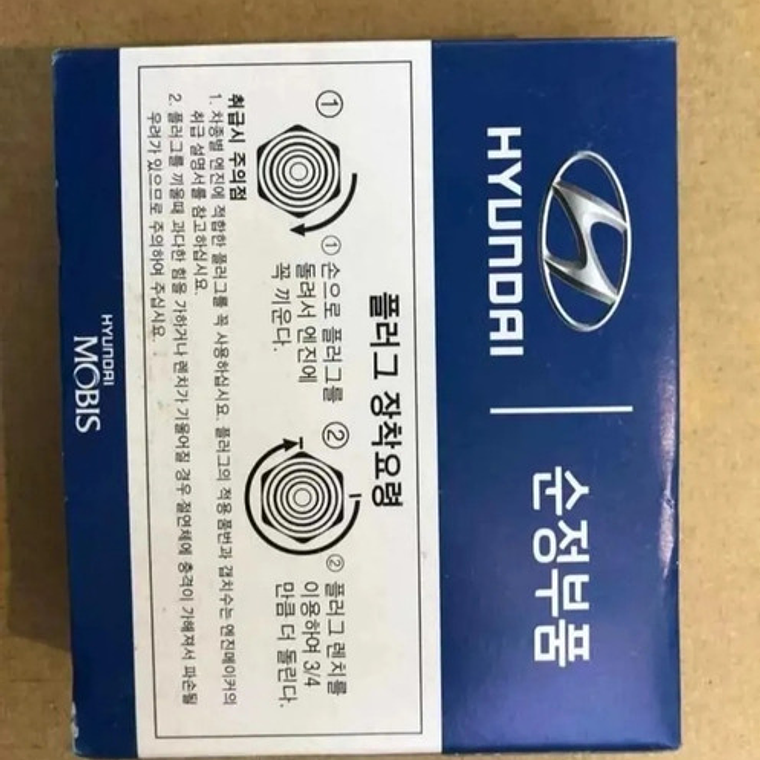 HYUNDAI
순정부품
플러그 장착요령
①
① 손으로 플러그를
돌려서 엔진에
꼭 끼운다.
②
② 플러그 렌치를
이용하여 3/4
만큼 더 돌린다.
취급시 주의점
1. 차종별 엔진에 적합한 플러그를 꼭 사용하십시요. 플러그의 적용 품번과 갭치수는 엔진메이커의
취급 설명서를 참고하십시요.
2. 플러그를 끼울때 과다한 힘을 가하거나 렌치가 기울어질 경우 절연체에 충격이 가해져서 파손될
우려가 있으므로 주의하여 주십시요.
HYUNDAI
MOBIS